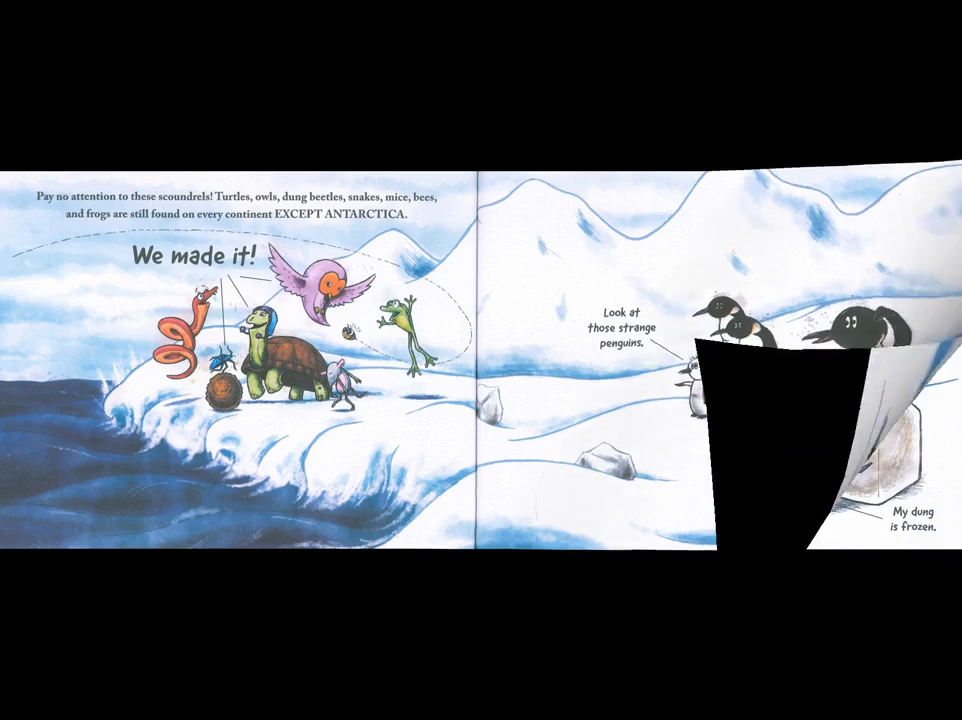 Pay no attention to these scoundrels! Turtles, owls, dung beetles, snakes, mice, bees,
and frogs are still found on every continent EXCEPT ANTARCTICA.
We made it!
Look at
those strange
penguins.
My dung
is frozen.